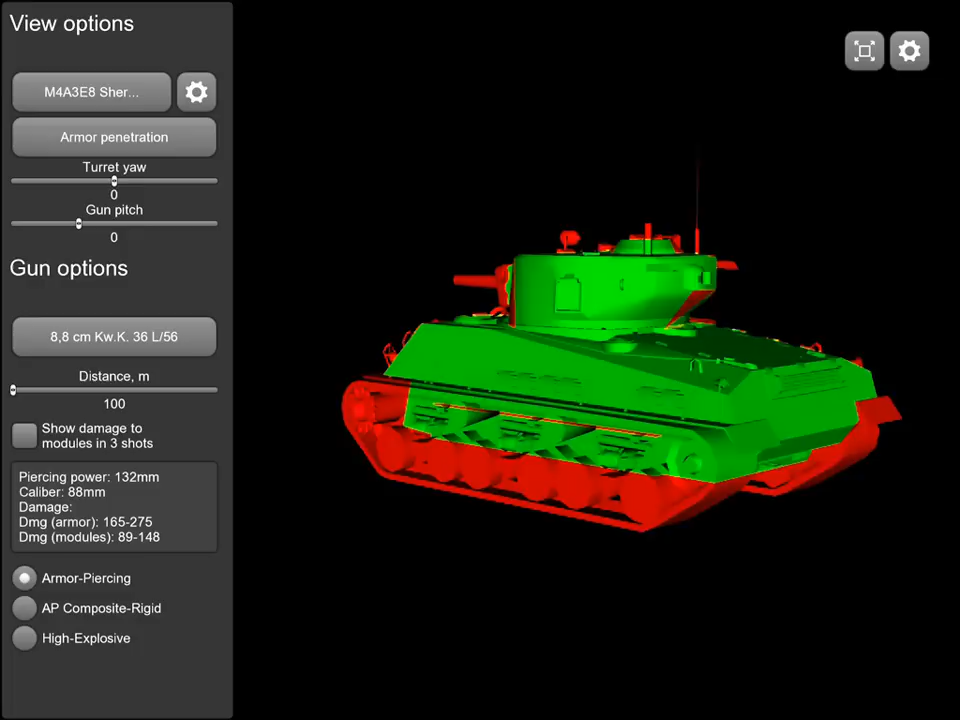 View options
M4A3E8 Sher...
Armor penetration
Turret yaw
0
Gun pitch
0
Gun options
8,8 cm Kw.K. 36 L/56
Distance, m
100
Show damage to
modules in 3 shots
Piercing power: 132mm
Caliber: 88mm
Damage:
Dmg (armor): 165-275
Dmg (modules): 89-148
Armor-Piercing
AP Composite-Rigid
High-Explosive